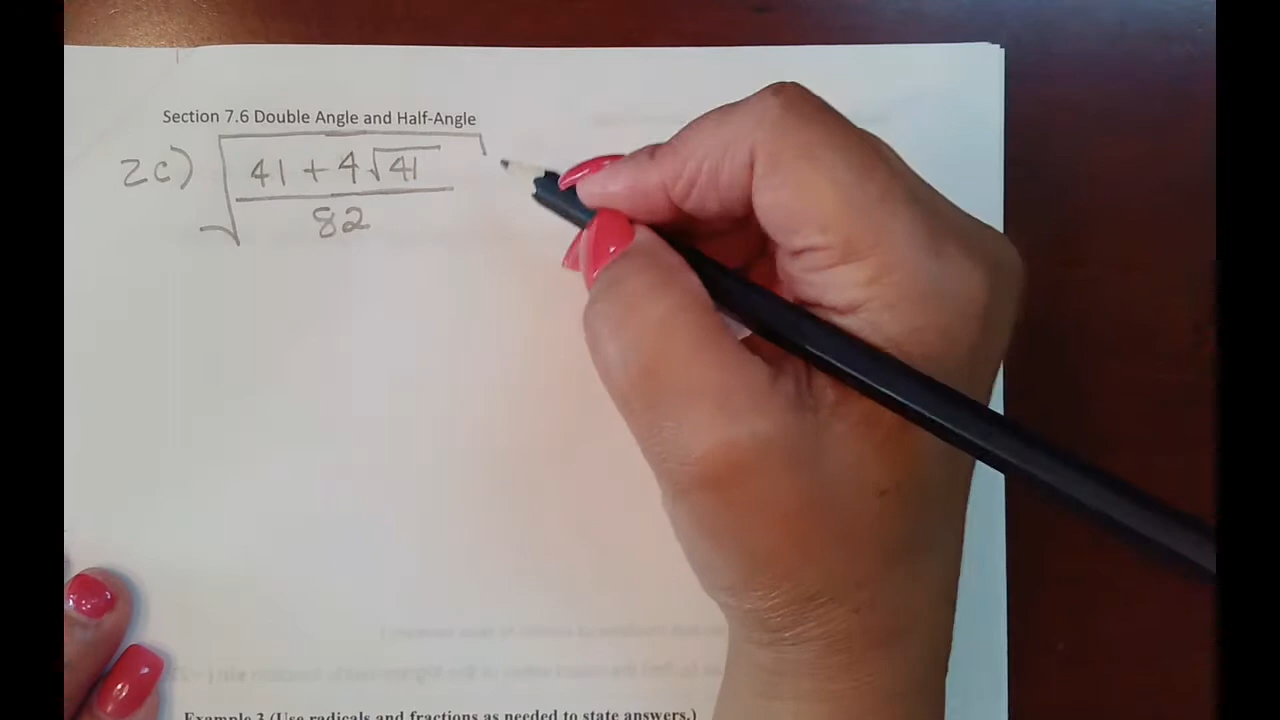 Section 7.6 Double Angle and Half-Angle
2c) √((41 + 4√41)/82)
Example 3 (Use radicals and fractions as needed to state answers.)